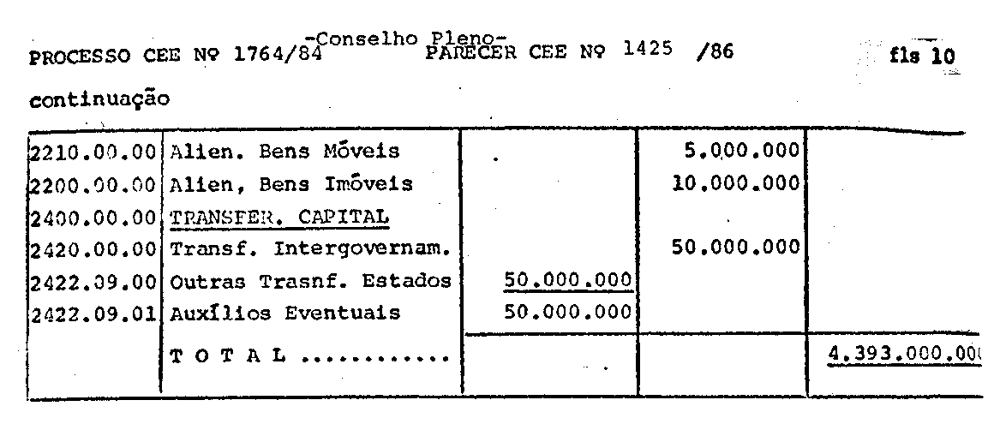 -Conselho Pleno-
PROCESSO CEE Nº 1764/84 PARECER CEE Nº 1425 /86 fls 10
continuação
2210.00.00 Alien. Bens Móveis 5.000.000
2200.00.00 Alien, Bens Imóveis 10.000.000
2400.00.00 TRANSFER. CAPITAL
2420.00.00 Transf. Intergovernam. 50.000.000
2422.09.00 Outras Trasnf. Estados 50.000.000
2422.09.01 Auxílios Eventuais 50.000.000
T O T A L ............ 4.393.000.00